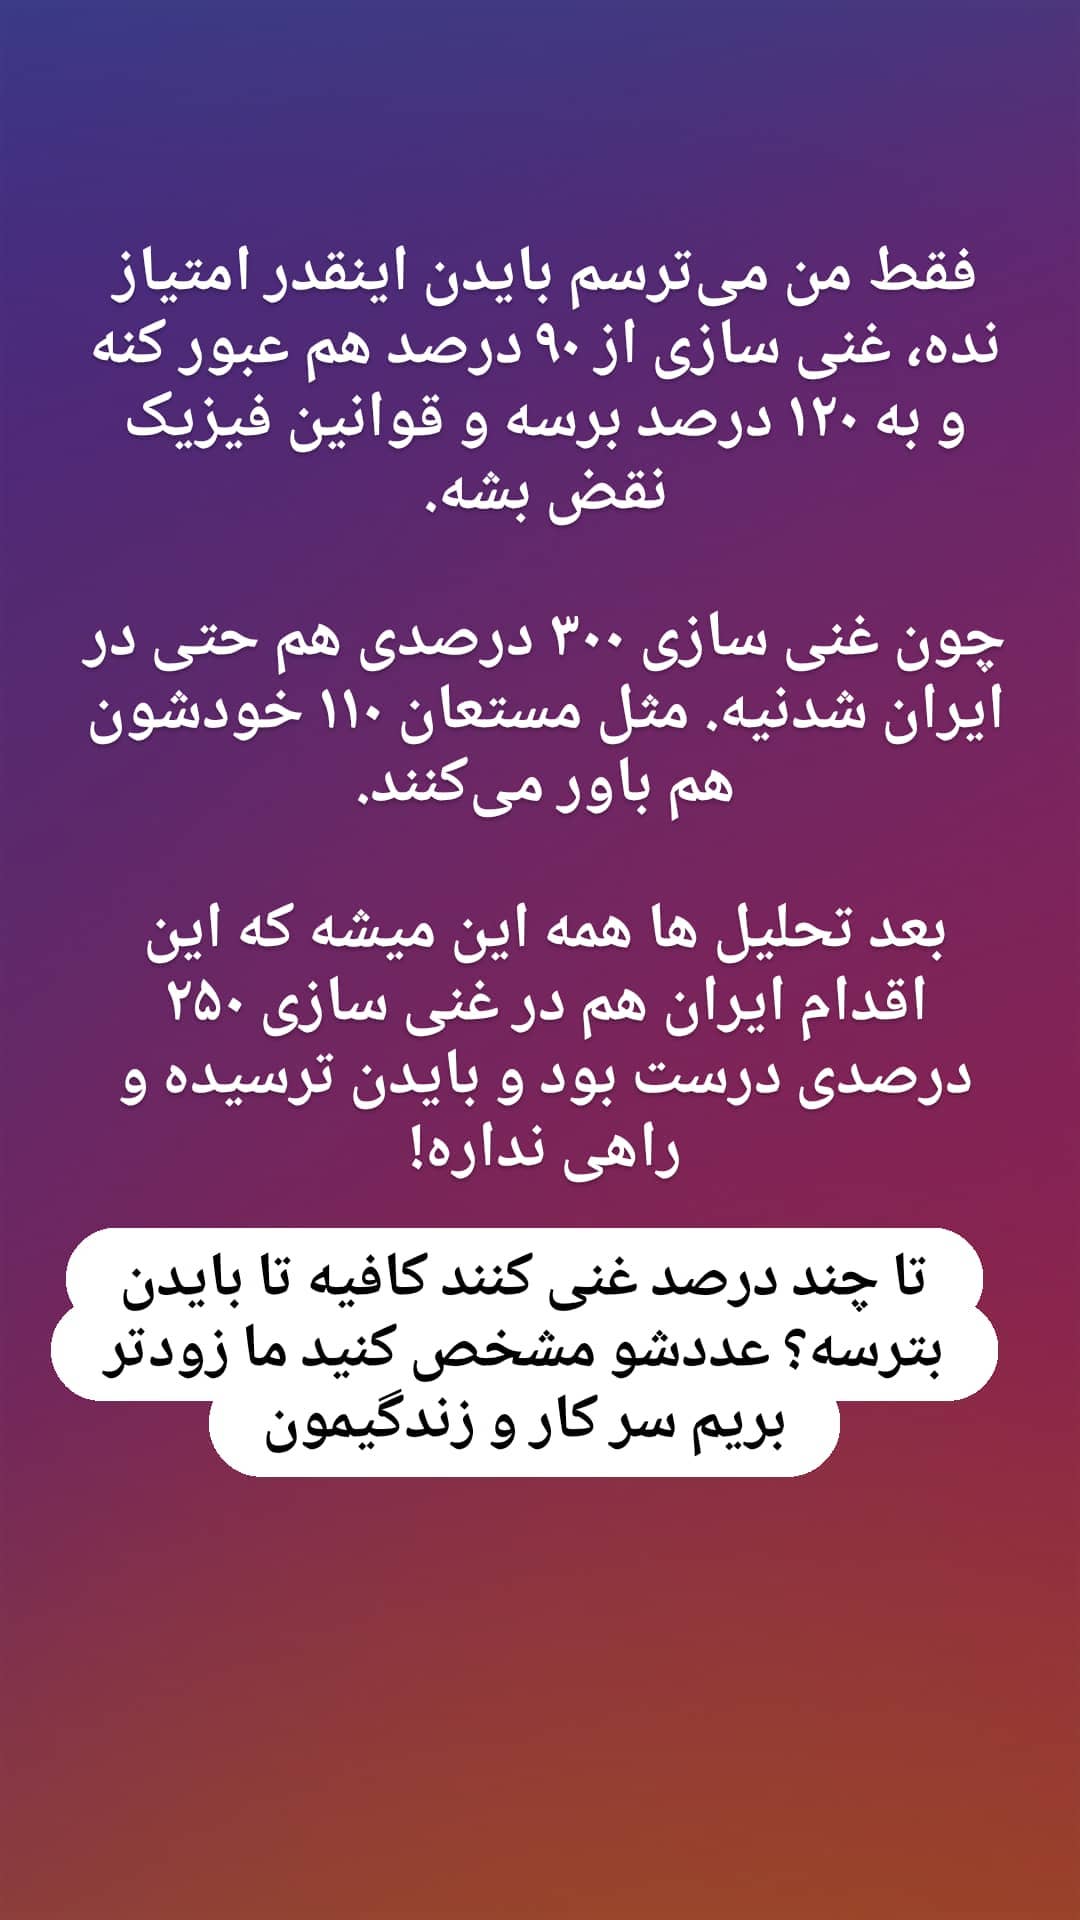 فقط من می‌ترسم بایدن اینقدر امتیاز
نده، غنی سازی از ۹۰ درصد هم عبور کنه
و به ۱۲۰ درصد برسه و قوانین فیزیک
نقض بشه.
چون غنی سازی ۳۰۰ درصدی هم حتی در
ایران شدنیه. مثل مستعان ۱۱۰ خودشون
هم باور می‌کنند.
بعد تحلیل ها همه این میشه که این
اقدام ایران هم در غنی سازی ۲۵۰
درصدی درست بود و بایدن ترسیده و
راهی نداره!
تا چند درصد غنی کنند کافیه تا بایدن
بترسه؟ عددشو مشخص کنید ما زودتر
بریم سر کار و زندگیمون